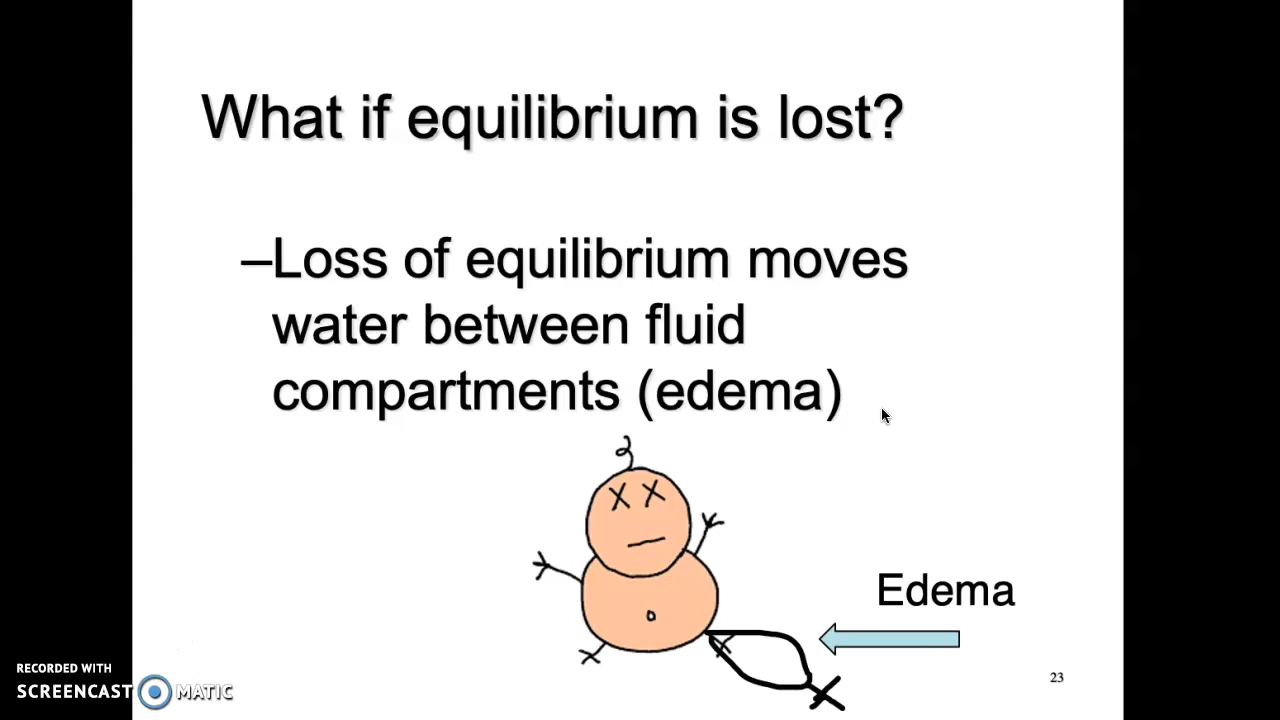 What if equilibrium is lost?
–Loss of equilibrium moves
water between fluid
compartments (edema)
Edema
23
RECORDED WITH
SCREENCAST MATIC